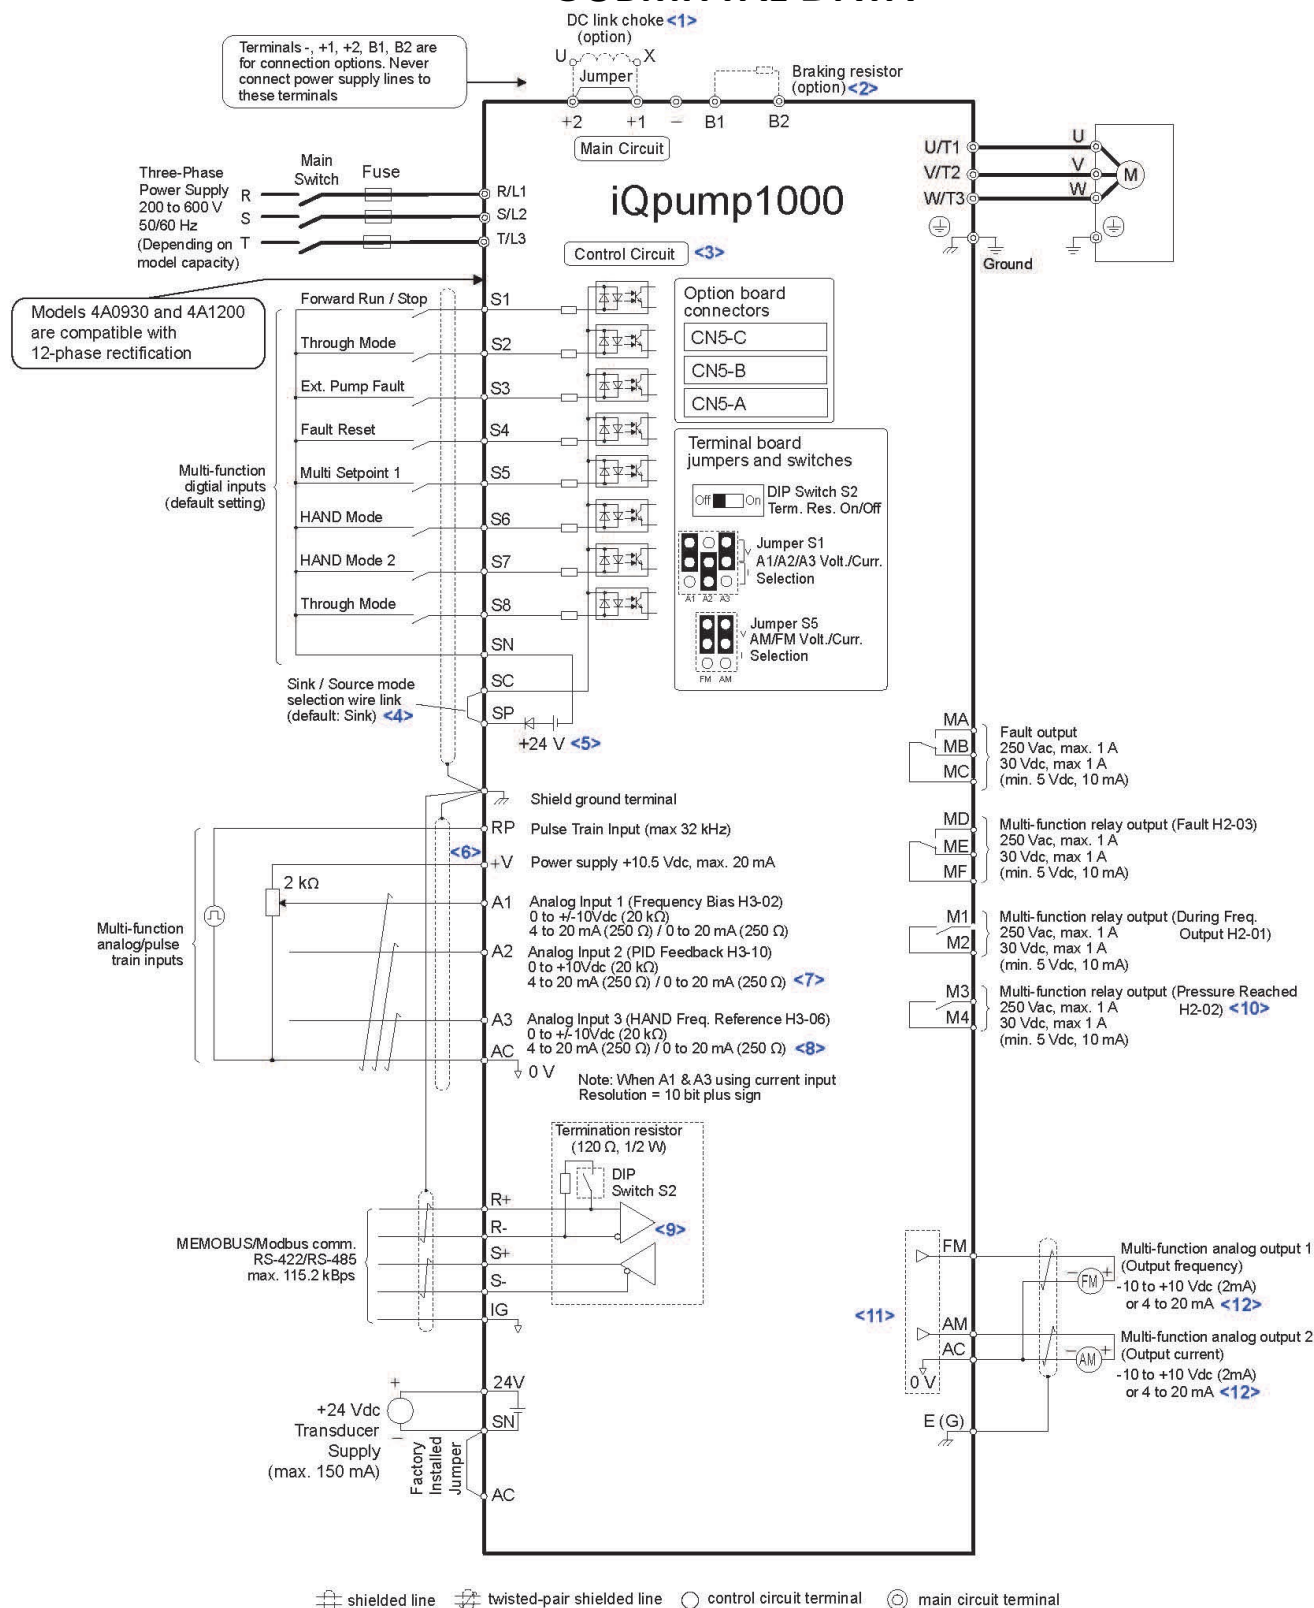 DC link choke <1>
(option)
U
X
Jumper
Terminals -, +1, +2, B1, B2 are
for connection options. Never
connect power supply lines to
these terminals
Braking resistor
(option) <2>
+2 +1 – B1 B2
Main Circuit
Three-Phase
Power Supply
200 to 600 V
50/60 Hz
(Depending on
model capacity)
Main
Switch
Fuse
R
S
T
R/L1
S/L2
T/L3
iQpump1000
U/T1
V/T2
W/T3
U
V
W
M
Ground
Control Circuit <3>
Models 4A0930 and 4A1200
are compatible with
12-phase rectification
Multi-function
digtial inputs
(default setting)
Forward Run / Stop S1
Through Mode S2
Ext. Pump Fault S3
Fault Reset S4
Multi Setpoint 1 S5
HAND Mode S6
HAND Mode 2 S7
Through Mode S8
SN
SC
SP
Sink / Source mode
selection wire link
(default: Sink) <4>
+24 V <5>
Option board
connectors
CN5-C
CN5-B
CN5-A
Terminal board
jumpers and switches
Off On
DIP Switch S2
Term. Res. On/Off
Jumper S1
A1/A2/A3 Volt./Curr.
Selection
V
I
A1 A2 A3
Jumper S5
AM/FM Volt./Curr.
Selection
V
I
FM AM
MA
MB
MC
Fault output
250 Vac, max. 1 A
30 Vdc, max 1 A
(min. 5 Vdc, 10 mA)
MD
ME
MF
Multi-function relay output (Fault H2-03)
250 Vac, max. 1 A
30 Vdc, max 1 A
(min. 5 Vdc, 10 mA)
M1
M2
Multi-function relay output (During Freq.
250 Vac, max. 1 A Output H2-01)
30 Vdc, max 1 A
(min. 5 Vdc, 10 mA)
M3
M4
Multi-function relay output (Pressure Reached
250 Vac, max. 1 A H2-02) <10>
30 Vdc, max 1 A
(min. 5 Vdc, 10 mA)
Shield ground terminal
Multi-function
analog/pulse
train inputs
2 kΩ
<6>
RP Pulse Train Input (max 32 kHz)
+V Power supply +10.5 Vdc, max. 20 mA
A1 Analog Input 1 (Frequency Bias H3-02)
0 to +/-10Vdc (20 kΩ)
4 to 20 mA (250 Ω) / 0 to 20 mA (250 Ω)
A2 Analog Input 2 (PID Feedback H3-10)
0 to +10Vdc (20 kΩ)
4 to 20 mA (250 Ω) / 0 to 20 mA (250 Ω) <7>
A3 Analog Input 3 (HAND Freq. Reference H3-06)
0 to +/-10Vdc (20 kΩ)
4 to 20 mA (250 Ω) / 0 to 20 mA (250 Ω) <8>
AC
0 V
Note: When A1 & A3 using current input
Resolution = 10 bit plus sign
Termination resistor
(120 Ω, 1/2 W)
DIP
Switch S2
<9>
MEMOBUS/Modbus comm.
RS-422/RS-485
max. 115.2 kBps
R+
R-
S+
S-
IG
<11>
FM
AM
AC
0 V
E (G)
– FM +
Multi-function analog output 1
(Output frequency)
-10 to +10 Vdc (2mA)
or 4 to 20 mA <12>
– AM +
Multi-function analog output 2
(Output current)
-10 to +10 Vdc (2mA)
or 4 to 20 mA <12>
+24 Vdc
Transducer
Supply
(max. 150 mA)
+
–
24V
SN
AC
Factory
Installed
Jumper
shielded line twisted-pair shielded line control circuit terminal main circuit terminal